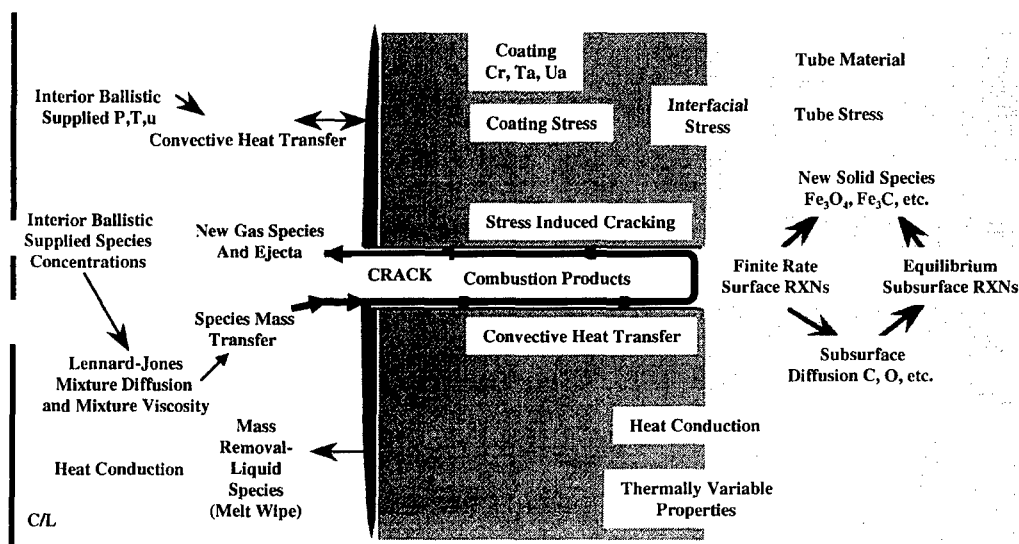 Interior Ballistic
Supplied P,T,u
Convective Heat Transfer
Interior Ballistic
Supplied Species
Concentrations
New Gas Species
And Ejecta
Species Mass
Transfer
Lennard-Jones
Mixture Diffusion
and Mixture Viscosity
Heat Conduction
Mass
Removal-
Liquid
Species
(Melt Wipe)
C/L
Coating
Cr, Ta, Ua
Coating Stress
Interfacial
Stress
Stress Induced Cracking
CRACK
Combustion Products
Convective Heat Transfer
Heat Conduction
Thermally Variable
Properties
Tube Material
Tube Stress
New Solid Species
Fe₃O₄, Fe₃C, etc.
Finite Rate
Surface RXNs
Equilibrium
Subsurface RXNs
Subsurface
Diffusion C, O, etc.